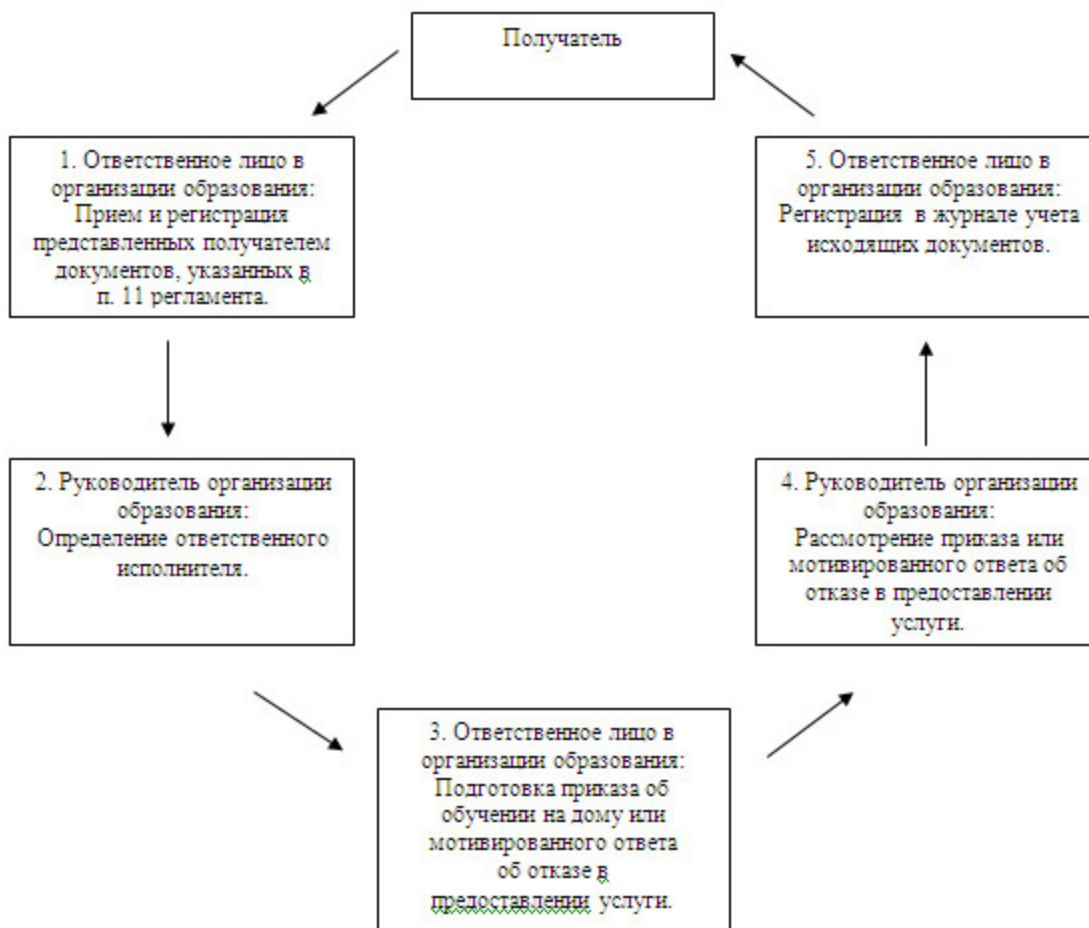 Получатель
1. Ответственное лицо в
организации образования:
Прием и регистрация
представленных получателем
документов, указанных в
п. 11 регламента.
2. Руководитель организации
образования:
Определение ответственного
исполнителя.
3. Ответственное лицо в
организации образования:
Подготовка приказа об
обучении на дому или
мотивированного ответа
об отказе в
предоставлении услуги.
4. Руководитель организации
образования:
Рассмотрение приказа или
мотивированного ответа об
отказе в предоставлении
услуги.
5. Ответственное лицо в
организации образования:
Регистрация в журнале учета
исходящих документов.